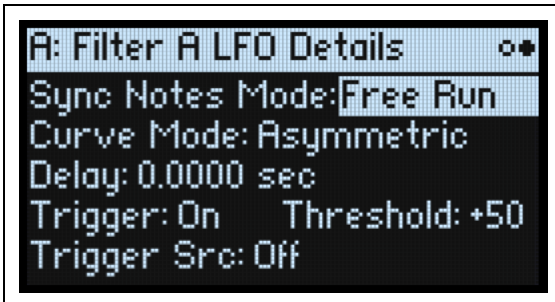 A: Filter A LFO Details
Sync Notes Mode:Free Run
Curve Mode: Asymmetric
Delay: 0.0000 sec
Trigger: On Threshold: +50
Trigger Src: Off